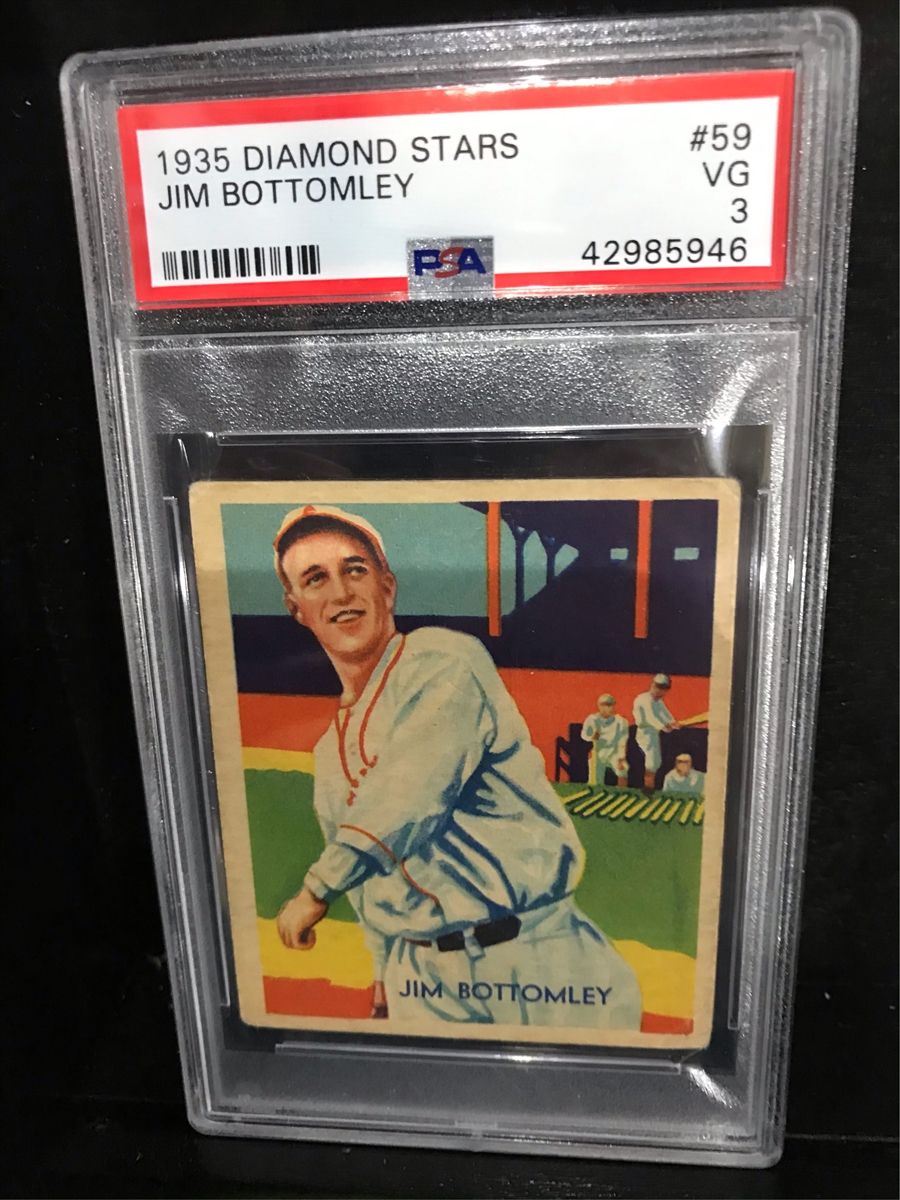 1935 DIAMOND STARS #59
JIM BOTTOMLEY VG
3
PSA 42985946
JIM BOTTOMLEY